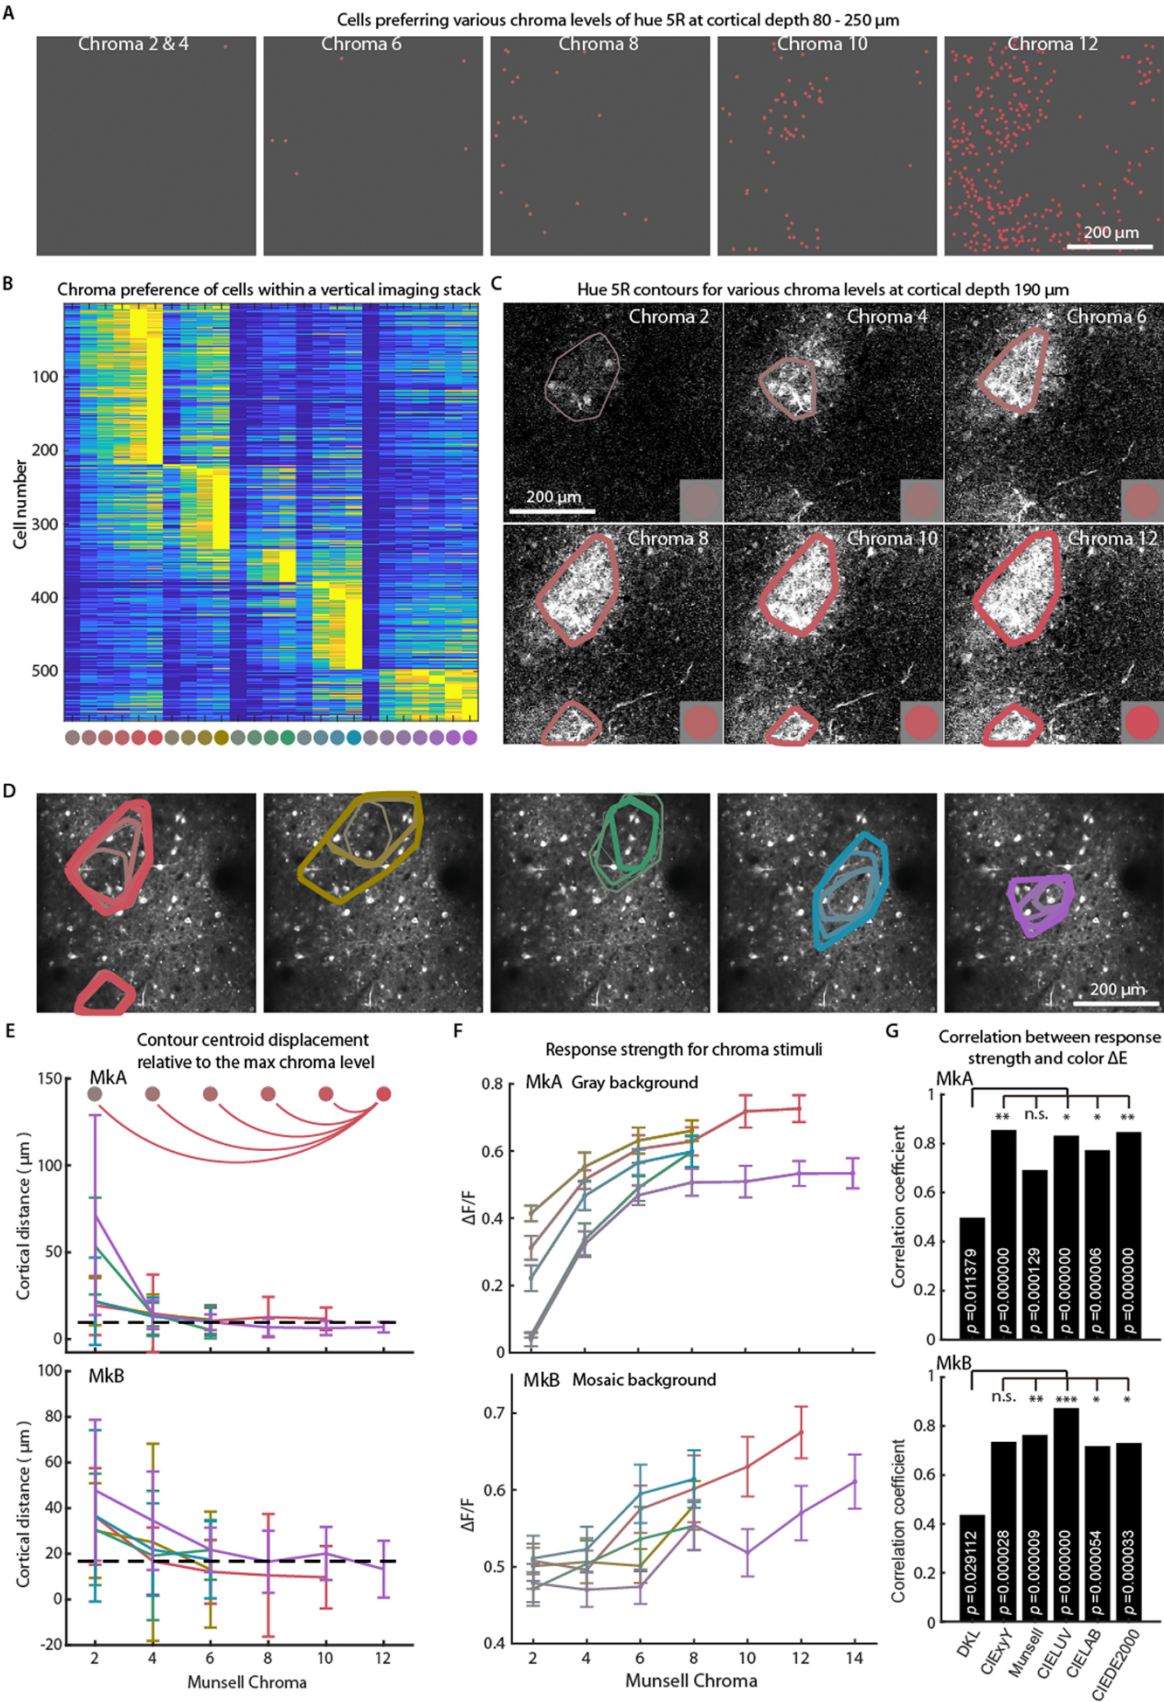 A
Cells preferring various chroma levels of hue 5R at cortical depth 80 - 250 µm
Chroma 2 & 4
Chroma 6
Chroma 8
Chroma 10
Chroma 12
200 µm
B
Chroma preference of cells within a vertical imaging stack
Cell number
100
200
300
400
500
C
Hue 5R contours for various chroma levels at cortical depth 190 µm
Chroma 2
Chroma 4
Chroma 6
200 µm
Chroma 8
Chroma 10
Chroma 12
D
200 µm
E
Contour centroid displacement
relative to the max chroma level
MkA
Cortical distance ( µm )
150
100
50
0
MkB
Cortical distance ( µm )
100
80
60
40
20
0
-20
2
4
6
8
10
12
Munsell Chroma
F
Response strength for chroma stimuli
MkA Gray background
ΔF/F
0.8
0.6
0.4
0.2
0
MkB Mosaic background
ΔF/F
0.7
0.6
0.5
0.4
2
4
6
8
10
12
14
Munsell Chroma
G
Correlation between response
strength and color ΔE
MkA
Correlation coefficient
1
0.8
0.6
0.4
0.2
0
**
n.s.
*
*
**
p =0.011379
p =0.000000
p =0.000129
p =0.000000
p =0.000006
p =0.000000
MkB
Correlation coefficient
1
0.8
0.6
0.4
0.2
0
n.s.
**
***
*
*
p =0.029112
p =0.000028
p =0.000009
p =0.000000
p =0.000054
p =0.000033
DKL
CIExyY
Munsell
CIELUV
CIELAB
CIEDE2000